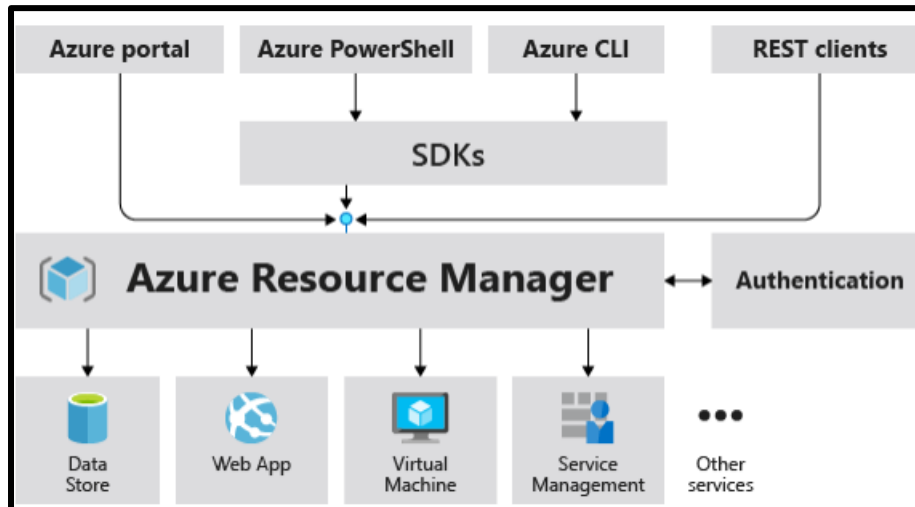 Azure portal
Azure PowerShell
Azure CLI
REST clients
SDKs
Azure Resource Manager
Authentication
Data
Store
Web App
Virtual
Machine
Service
Management
Other
services